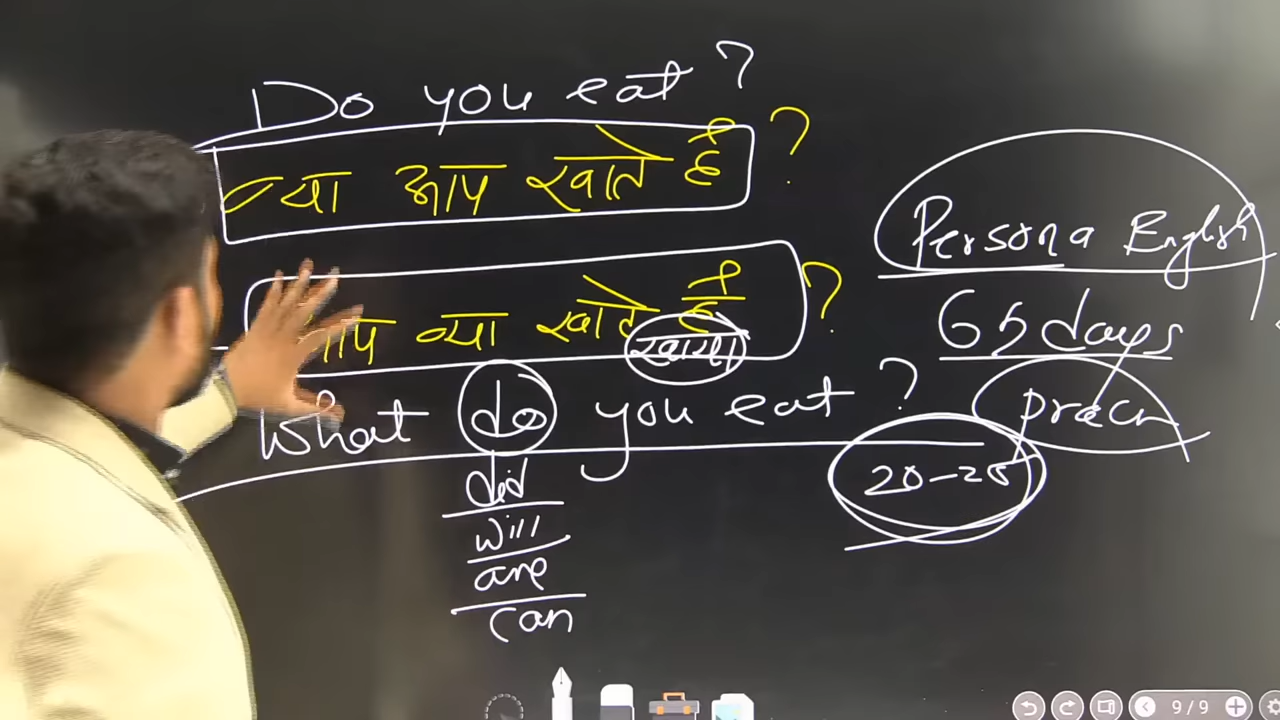 Do you eat?
क्या आप खाते हैं?
आप क्या खाते हैं?
खाया
What do you eat?
did
will
are
can
Persona English
65 days
20-25
9/9